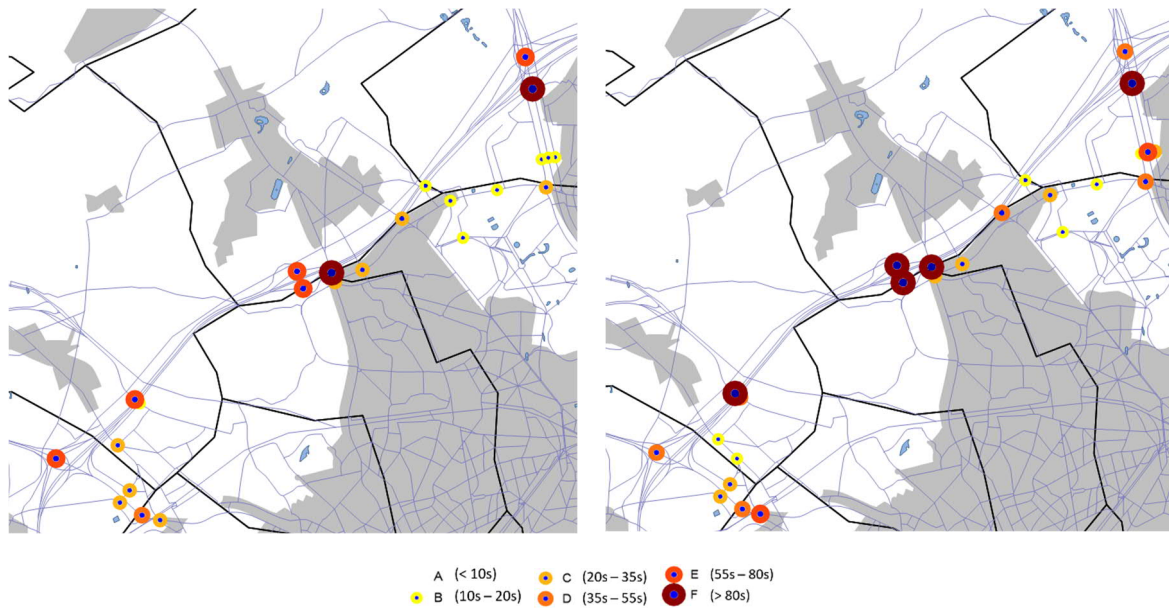 A (< 10s) C (20s – 35s) E (55s – 80s)
B (10s – 20s) D (35s – 55s) F (> 80s)